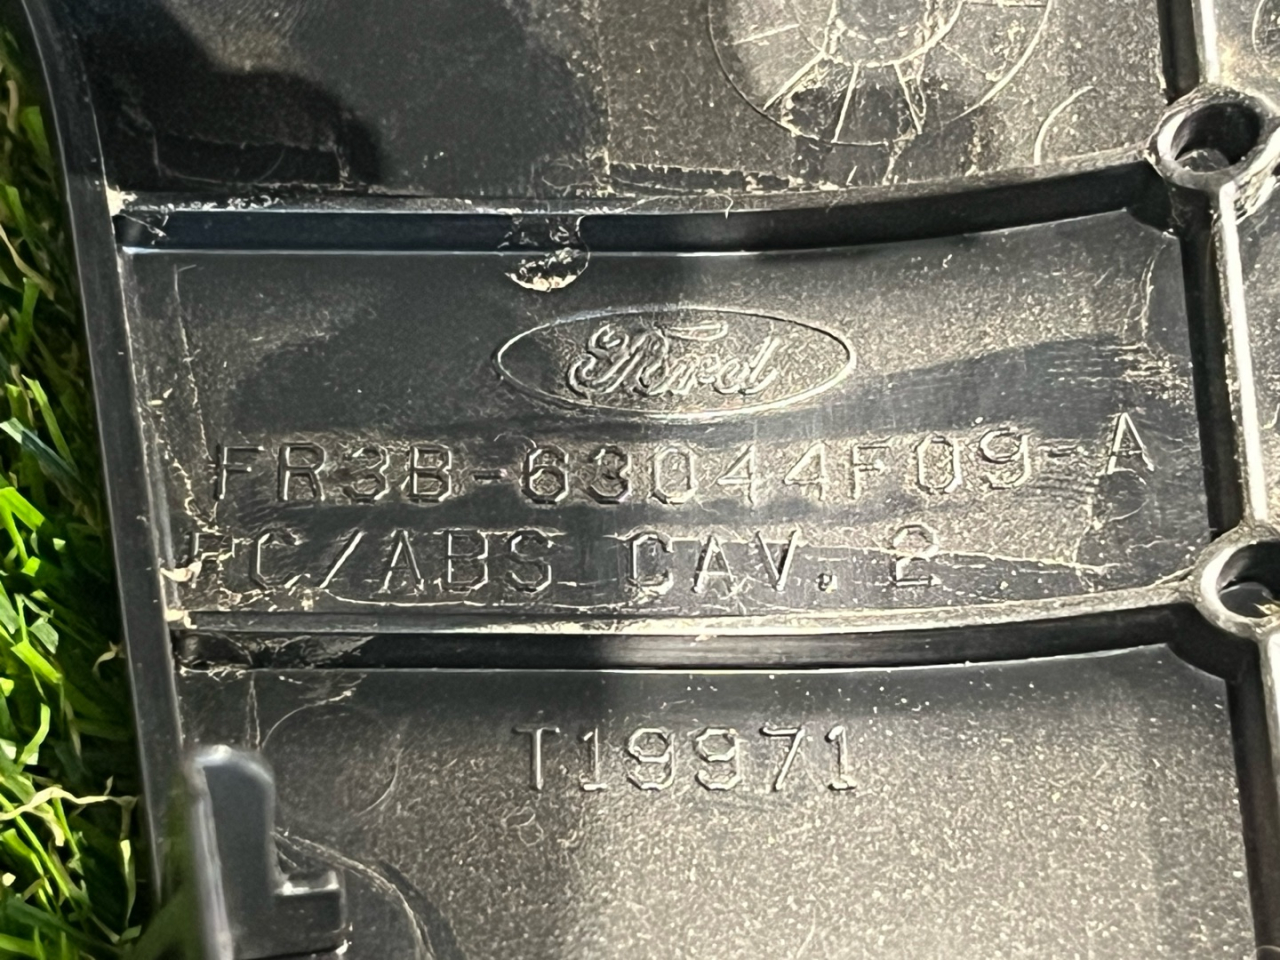 Ford
FR3B-63044F09-A
PC/ABS CAV. 2
T19971